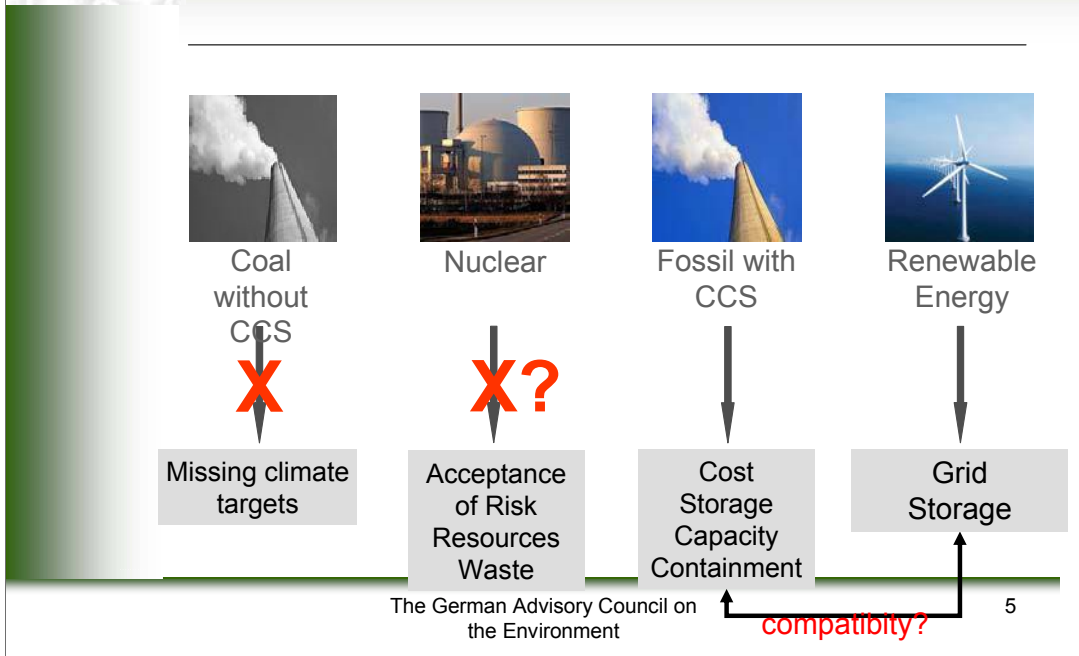 Coal
without
CCS
Nuclear
Fossil with
CCS
Renewable
Energy
X
X?
Missing climate
targets
Acceptance
of Risk
Resources
Waste
Cost
Storage
Capacity
Containment
Grid
Storage
The German Advisory Council on
the Environment
compatibity?
5